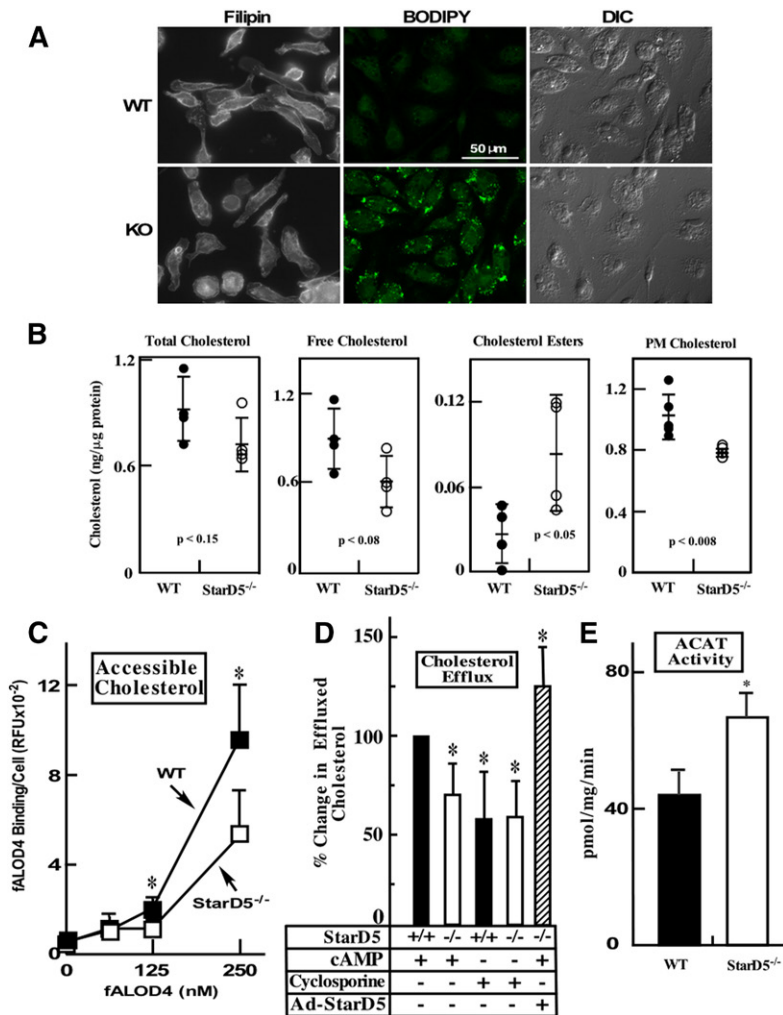 Filipin BODIPY DIC
A
WT
50 µm
KO
B
Total Cholesterol Free Cholesterol Cholesterol Esters PM Cholesterol
Cholesterol (ng/µg protein)
1.2
0.6
0
p < 0.15
WT StarD5-/-
1.2
0.6
0
p < 0.08
WT StarD5-/-
0.12
0.06
0
p < 0.05
WT StarD5-/-
1.2
0.8
0.4
0
p < 0.008
WT StarD5-/-
C
Accessible
Cholesterol
fALOD4 Binding/Cell (RFUx10-2)
12
8
4
0
WT
StarD5-/-
*
*
0 125 250
fALOD4 (nM)
D
Cholesterol
Efflux
% Change in Effluxed
Cholesterol
150
100
50
0
* * * *
StarD5 +/+ -/- +/+ -/- -/-
cAMP + + - - +
Cyclosporine - - + + -
Ad-StarD5 - - - - +
E
ACAT
Activity
pmol/mg/min
80
40
0
*
WT StarD5-/-